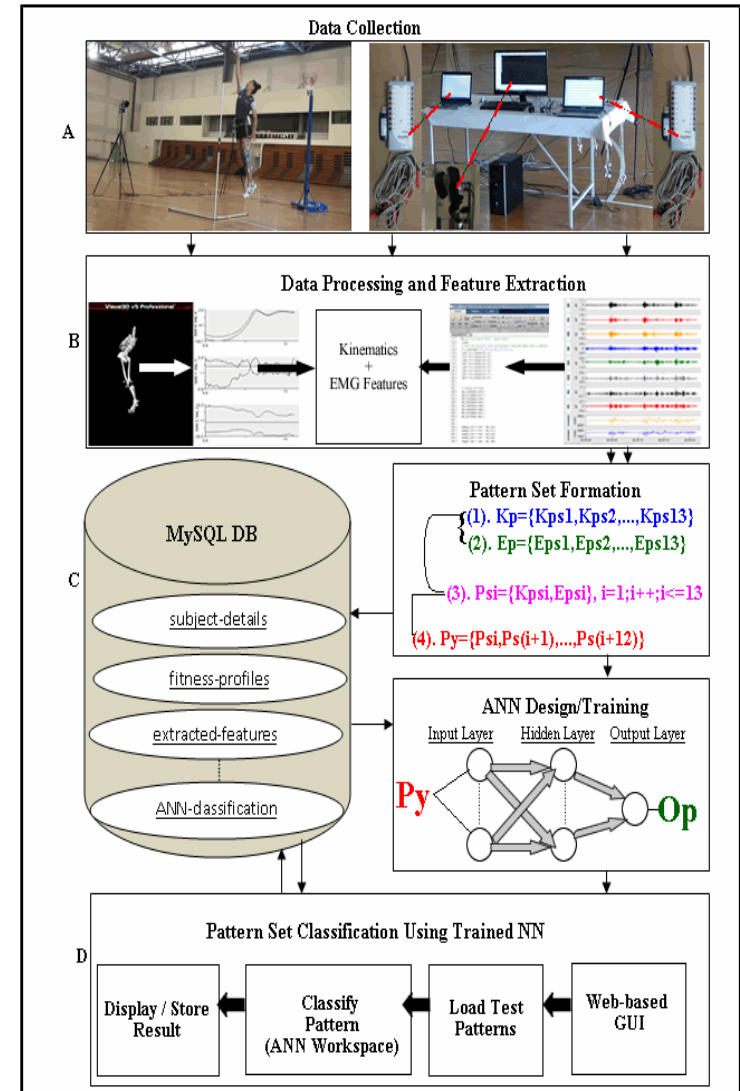 Data Collection
A
Data Processing and Feature Extraction
Visual3D v5 Professional
B
Kinematics
+
EMG Features
Pattern Set Formation
(1). Kp={Kps1,Kps2,...,Kps13}
(2). Ep={Eps1,Eps2,...,Eps13}
(3). Psi={Kpsi,Epsi}, i=1;i++;i<=13
(4). Py={Psi,Ps(i+1),...,Ps(i+12)}
MySQL DB
C
subject-details
fitness-profiles
extracted-features
ANN-classification
ANN Design/Training
Input Layer Hidden Layer Output Layer
Py
Op
Pattern Set Classification Using Trained NN
D
Display / Store
Result
Classify
Pattern
(ANN Workspace)
Load Test
Patterns
Web-based
GUI